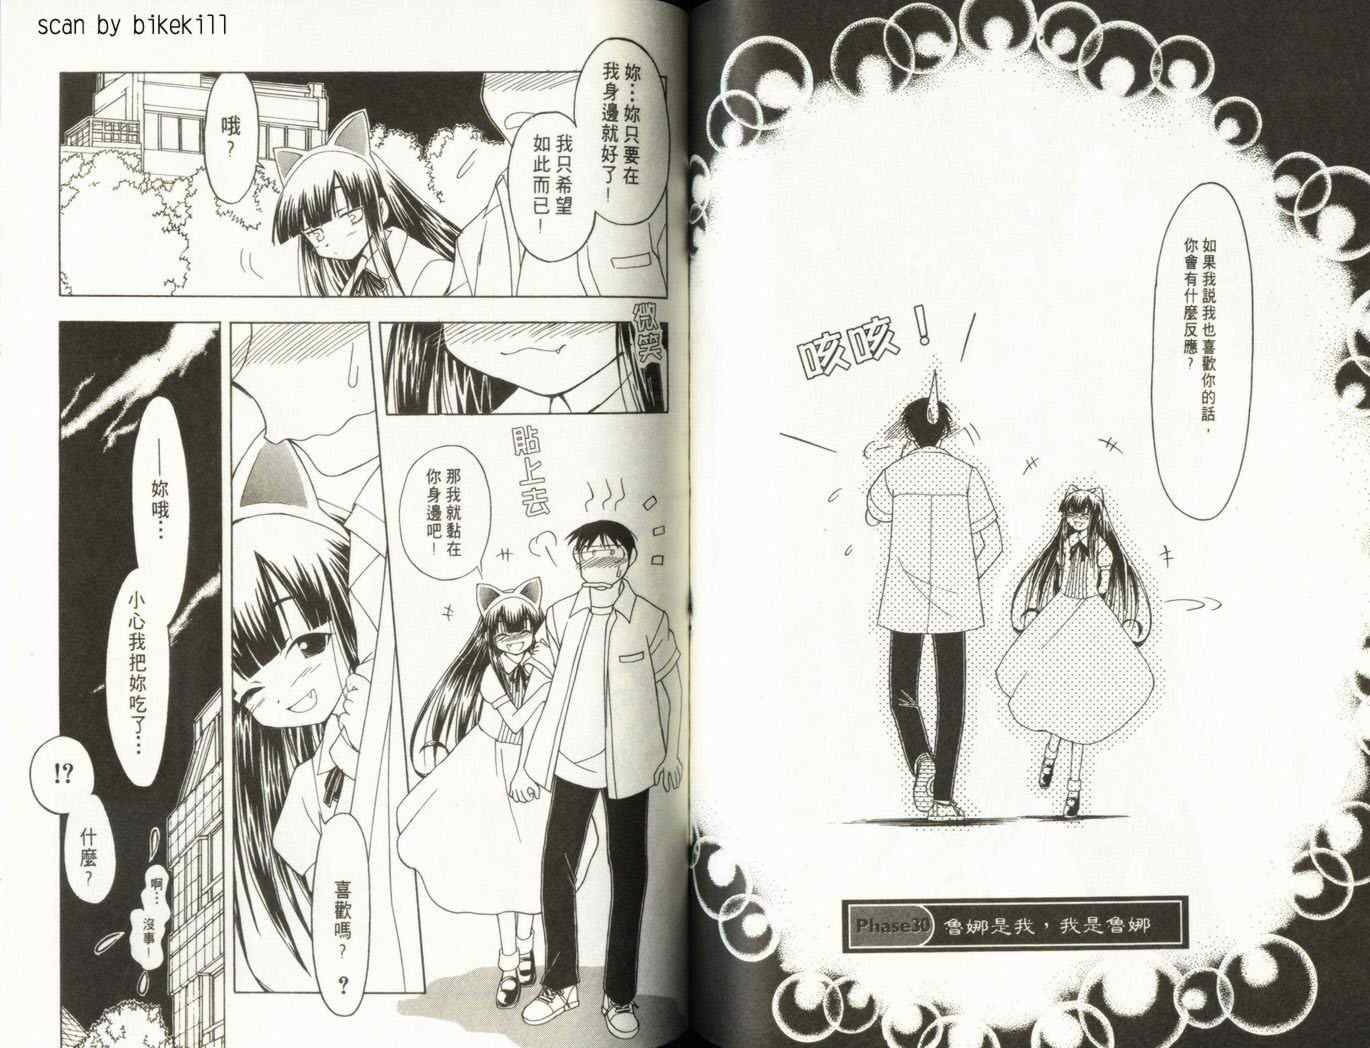 scan by bikekill
如果我説我也喜歡你的話，
你會有什麼反應？
咳咳！
Phase30 魯娜是我，我是魯娜
妳…妳只要在
我身邊就好了！
我只希望
如此而已！
哦？
微笑
貼上去
那我就黏在
你身邊吧！
喜歡嗎？
？
——妳哦…
小心我把妳吃了…
!?
什麼？
啊…
沒事！